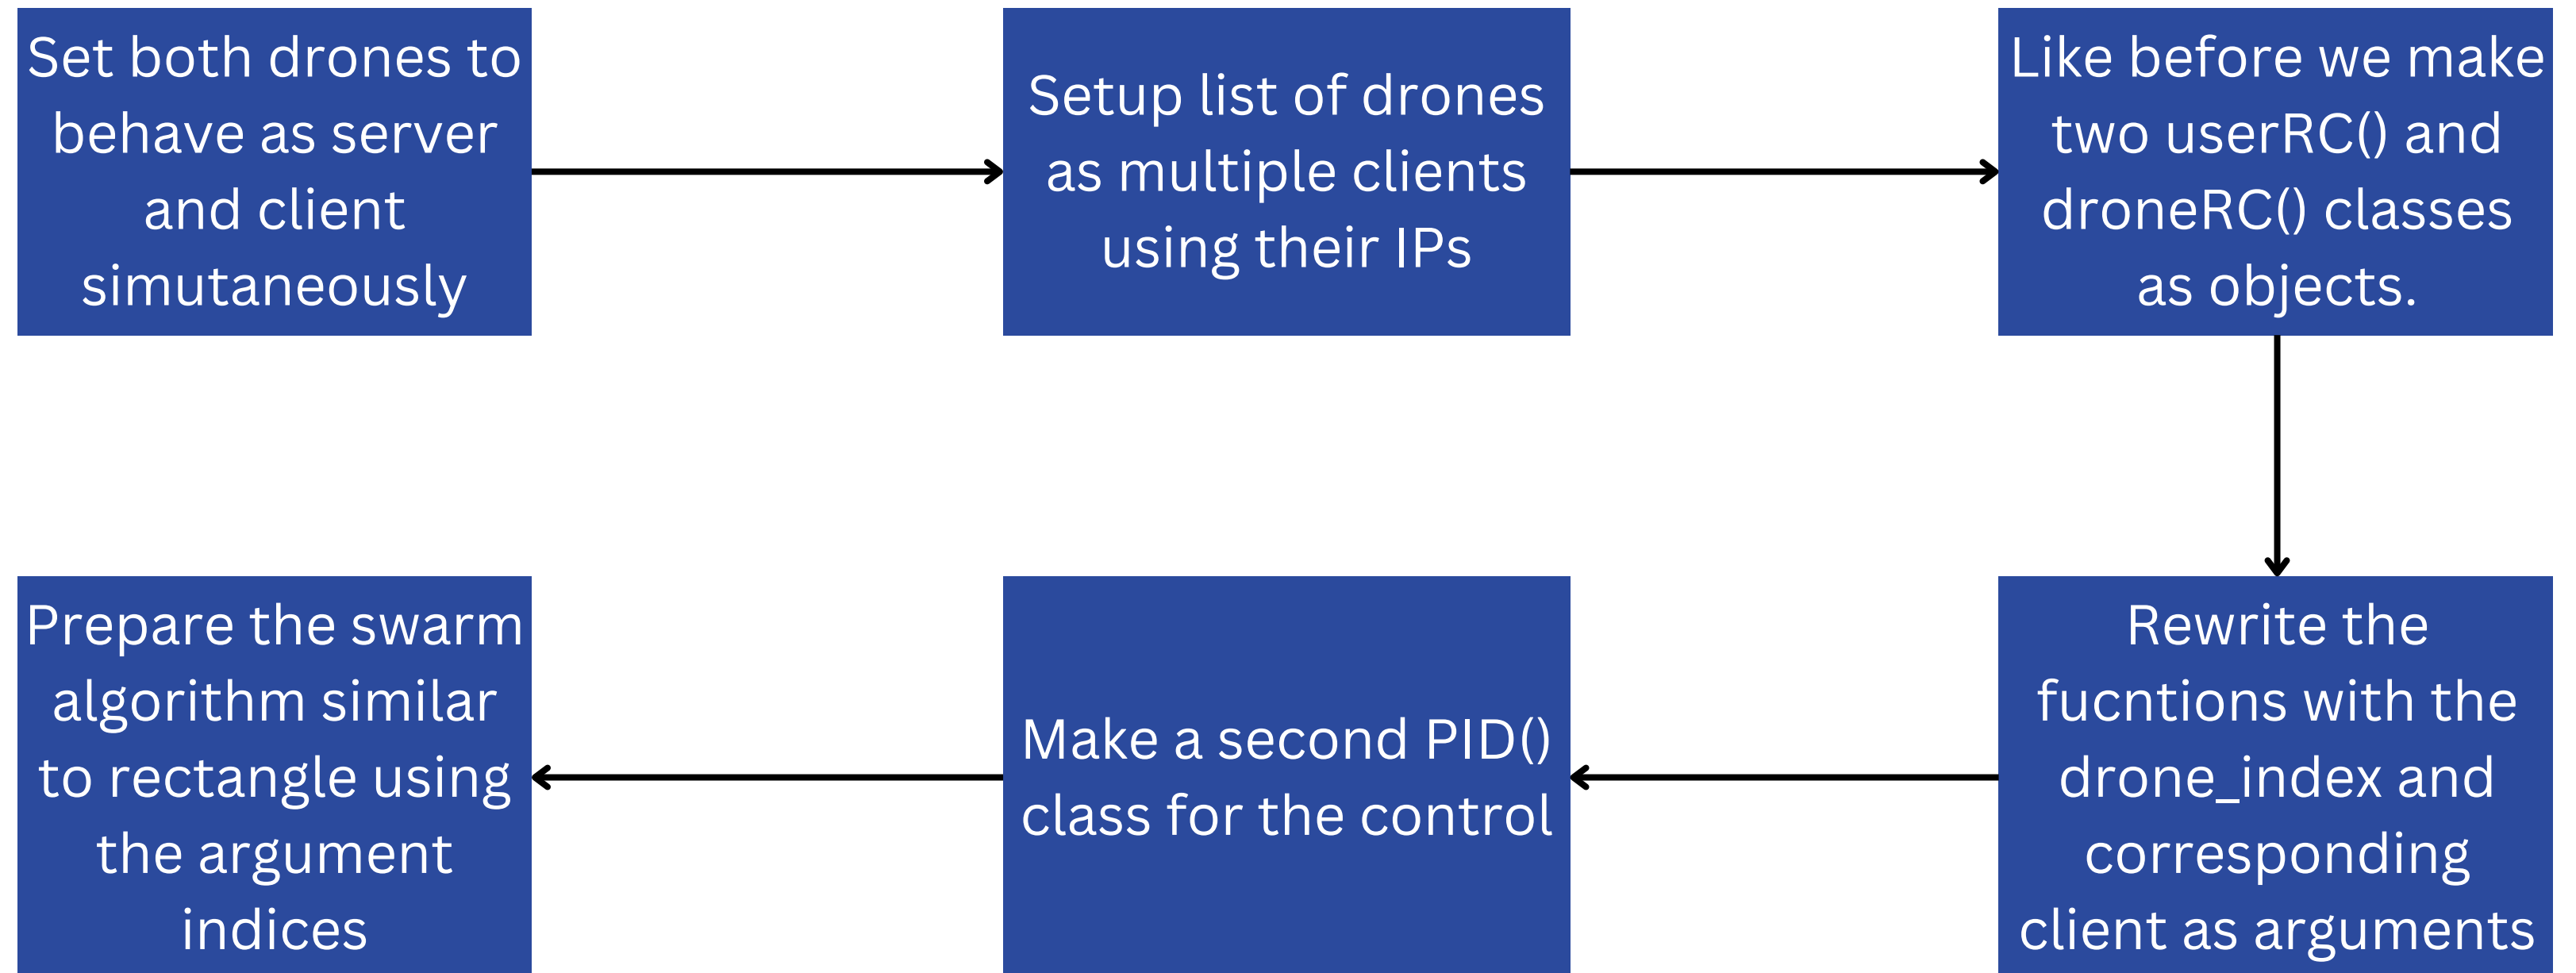 Set both drones to
behave as server
and client
simutaneously
Setup list of drones
as multiple clients
using their IPs
Like before we make
two userRC() and
droneRC() classes
as objects.
Rewrite the
fucntions with the
drone_index and
corresponding
client as arguments
Make a second PID()
class for the control
Prepare the swarm
algorithm similar
to rectangle using
the argument
indices